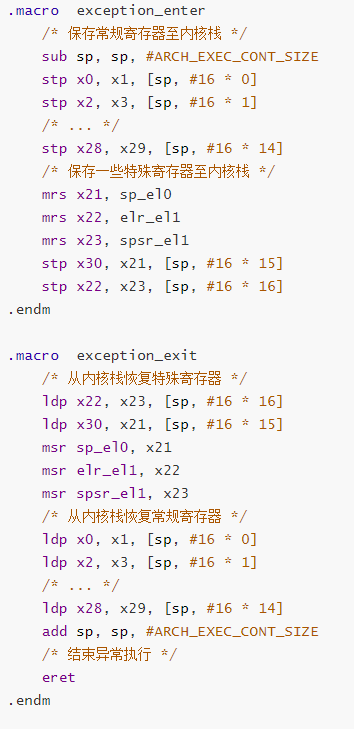 .macro  exception_enter
    /* 保存常规寄存器至内核栈 */
    sub sp, sp, #ARCH_EXEC_CONT_SIZE
    stp x0, x1, [sp, #16 * 0]
    stp x2, x3, [sp, #16 * 1]
    /* ... */
    stp x28, x29, [sp, #16 * 14]
    /* 保存一些特殊寄存器至内核栈 */
    mrs x21, sp_el0
    mrs x22, elr_el1
    mrs x23, spsr_el1
    stp x30, x21, [sp, #16 * 15]
    stp x22, x23, [sp, #16 * 16]
.endm

.macro  exception_exit
    /* 从内核栈恢复特殊寄存器 */
    ldp x22, x23, [sp, #16 * 16]
    ldp x30, x21, [sp, #16 * 15]
    msr sp_el0, x21
    msr elr_el1, x22
    msr spsr_el1, x23
    /* 从内核栈恢复常规寄存器 */
    ldp x0, x1, [sp, #16 * 0]
    ldp x2, x3, [sp, #16 * 1]
    /* ... */
    ldp x28, x29, [sp, #16 * 14]
    add sp, sp, #ARCH_EXEC_CONT_SIZE
    /* 结束异常执行 */
    eret
.endm